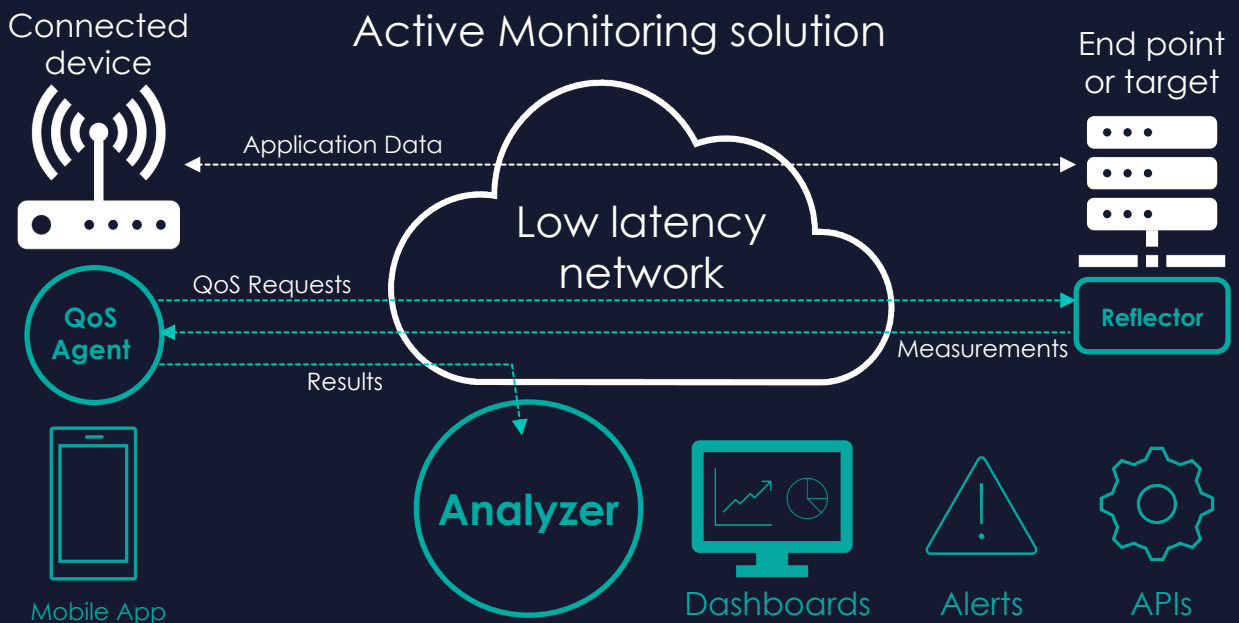 Active Monitoring solution
Connected
device
End point
or target
Application Data
Low latency
network
QoS Requests
QoS
Agent
Reflector
Measurements
Results
Analyzer
Mobile App
Dashboards
Alerts
APIs